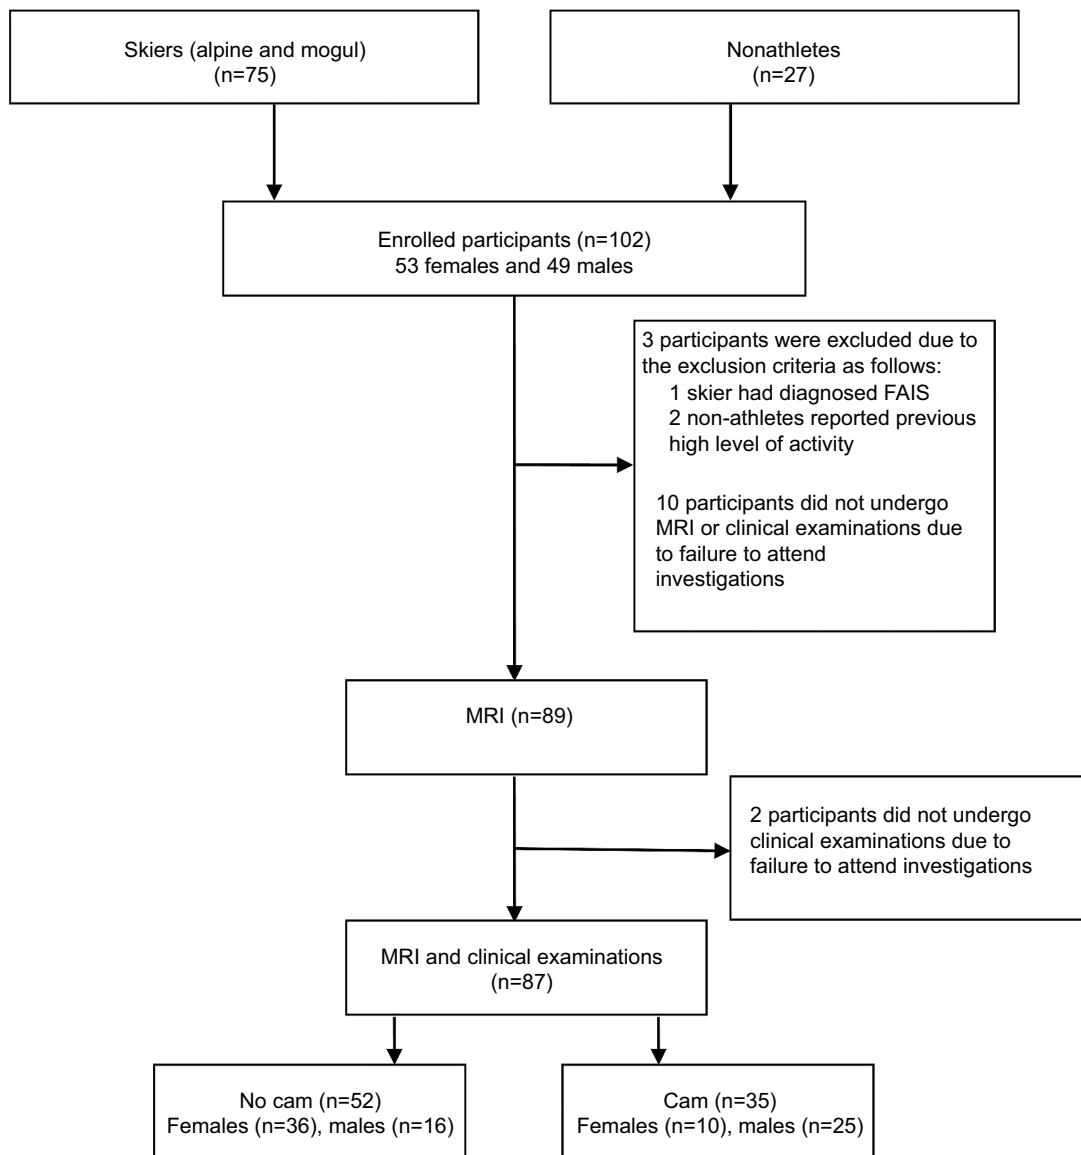 Skiers (alpine and mogul)
(n=75)
Nonathletes
(n=27)
Enrolled participants (n=102)
53 females and 49 males
3 participants were excluded due to
the exclusion criteria as follows:
1 skier had diagnosed FAIS
2 non-athletes reported previous
high level of activity
10 participants did not undergo
MRI or clinical examinations due
to failure to attend
investigations
MRI (n=89)
2 participants did not undergo
clinical examinations due to
failure to attend investigations
MRI and clinical examinations
(n=87)
No cam (n=52)
Females (n=36), males (n=16)
Cam (n=35)
Females (n=10), males (n=25)